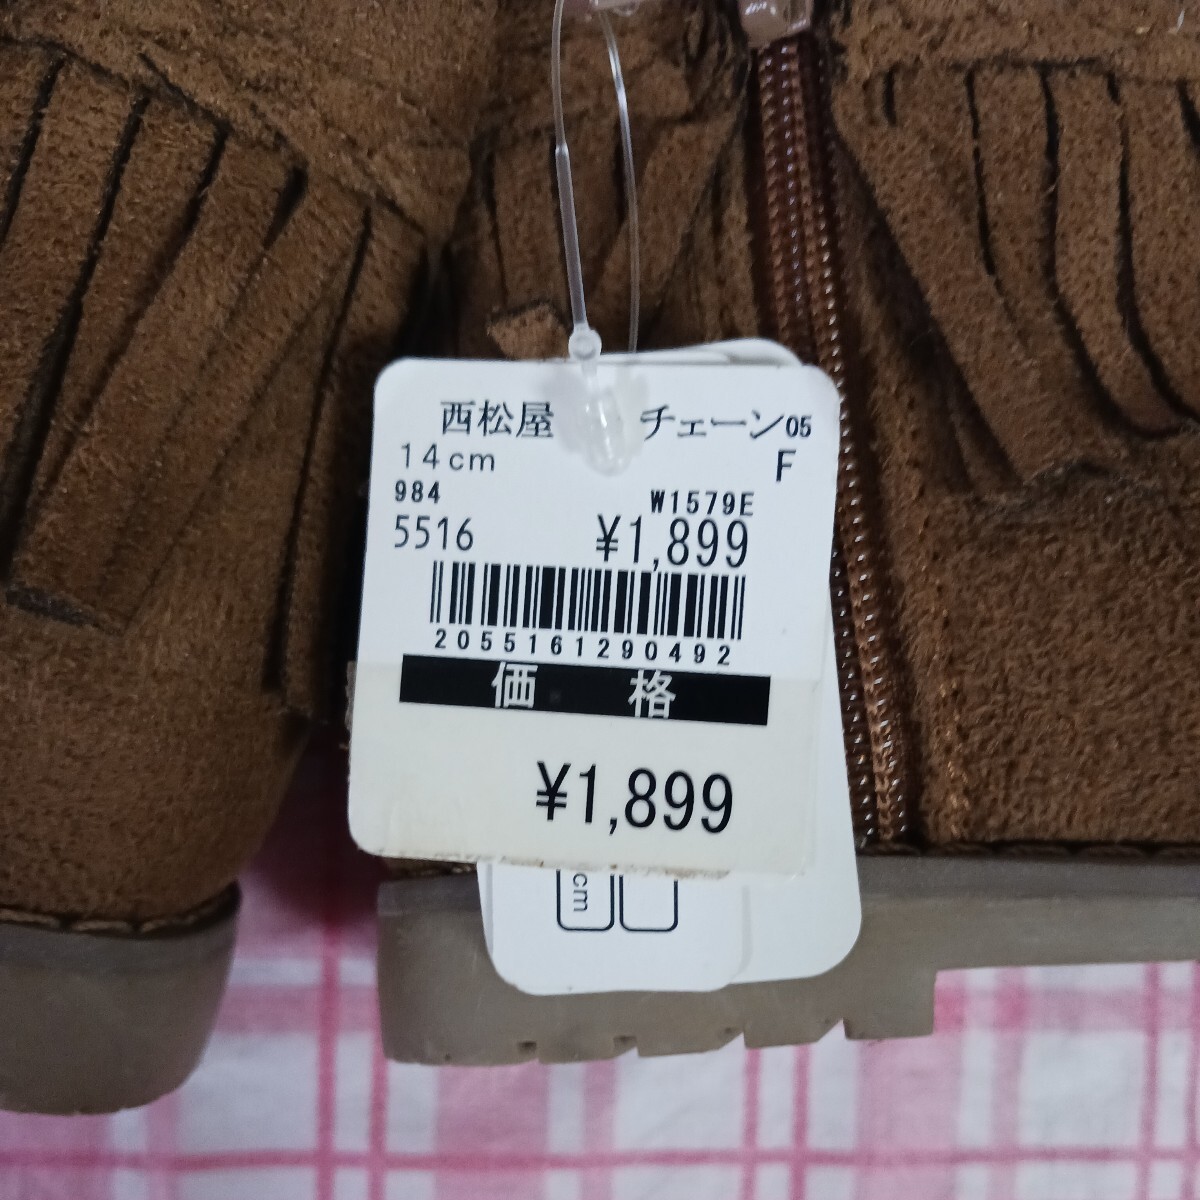 西松屋 チェーン05
14cm F
984 W1579E
5516 ¥1,899
2055161290492
価 格
¥1,899
cm